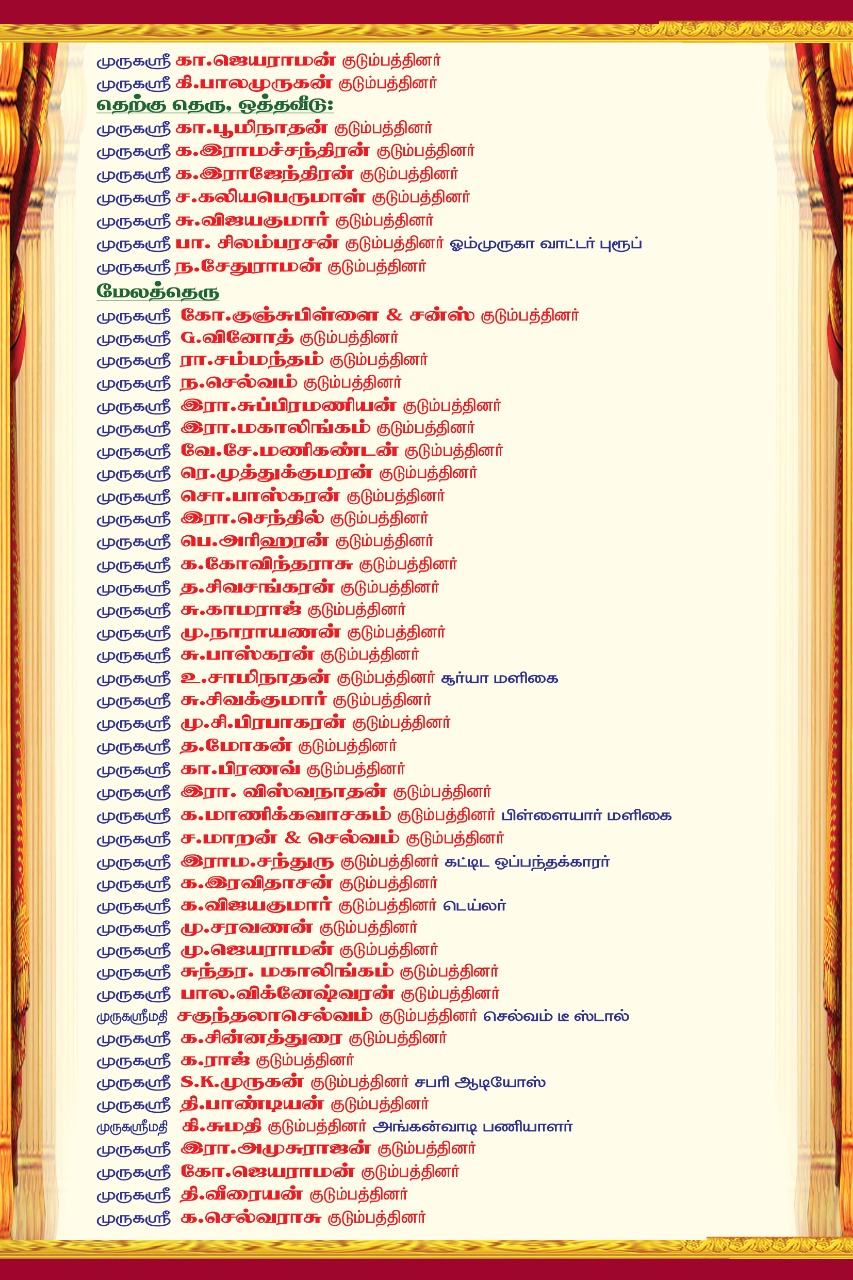 முருகஸ்ரீ கா.ஜெயராமன் குடும்பத்தினர்
முருகஸ்ரீ கி.பாலமுருகன் குடும்பத்தினர்
தெற்கு தெரு, ஒத்தவீடு:
முருகஸ்ரீ கா.பூமிநாதன் குடும்பத்தினர்
முருகஸ்ரீ க.இராமச்சந்திரன் குடும்பத்தினர்
முருகஸ்ரீ க.இராஜேந்திரன் குடும்பத்தினர்
முருகஸ்ரீ ச.கலியபெருமாள் குடும்பத்தினர்
முருகஸ்ரீ சு.விஜயகுமார் குடும்பத்தினர்
முருகஸ்ரீ பா. சிலம்பரசன் குடும்பத்தினர் ஓம்முருகா வாட்டர் புரூப்
முருகஸ்ரீ ந.சேதுராமன் குடும்பத்தினர்
மேலத்தெரு
முருகஸ்ரீ கோ.குஞ்சுபிள்ளை & சன்ஸ் குடும்பத்தினர்
முருகஸ்ரீ G.வினோத் குடும்பத்தினர்
முருகஸ்ரீ ரா.சம்மந்தம் குடும்பத்தினர்
முருகஸ்ரீ ந.செல்வம் குடும்பத்தினர்
முருகஸ்ரீ இரா.சுப்பிரமணியன் குடும்பத்தினர்
முருகஸ்ரீ இரா.மகாலிங்கம் குடும்பத்தினர்
முருகஸ்ரீ வே.சே.மணிகண்டன் குடும்பத்தினர்
முருகஸ்ரீ ரெ.முத்துக்குமரன் குடும்பத்தினர்
முருகஸ்ரீ சொ.பாஸ்கரன் குடும்பத்தினர்
முருகஸ்ரீ இரா.செந்தில் குடும்பத்தினர்
முருகஸ்ரீ பெ.அரிஹரன் குடும்பத்தினர்
முருகஸ்ரீ க.கோவிந்தராசு குடும்பத்தினர்
முருகஸ்ரீ த.சிவசங்கரன் குடும்பத்தினர்
முருகஸ்ரீ சு.காமராஜ் குடும்பத்தினர்
முருகஸ்ரீ மு.நாராயணன் குடும்பத்தினர்
முருகஸ்ரீ சு.பாஸ்கரன் குடும்பத்தினர்
முருகஸ்ரீ உ.சாமிநாதன் குடும்பத்தினர் சூர்யா மளிகை
முருகஸ்ரீ சு.சிவக்குமார் குடும்பத்தினர்
முருகஸ்ரீ மு.சி.பிரபாகரன் குடும்பத்தினர்
முருகஸ்ரீ த.மோகன் குடும்பத்தினர்
முருகஸ்ரீ கா.பிரணவ் குடும்பத்தினர்
முருகஸ்ரீ இரா. விஸ்வநாதன் குடும்பத்தினர்
முருகஸ்ரீ க.மாணிக்கவாசகம் குடும்பத்தினர் பிள்ளையார் மளிகை
முருகஸ்ரீ ச.மாறன் & செல்வம் குடும்பத்தினர்
முருகஸ்ரீ இராம.சந்துரு குடும்பத்தினர் கட்டிட ஒப்பந்தக்காரர்
முருகஸ்ரீ க.இரவிதாசன் குடும்பத்தினர்
முருகஸ்ரீ க.விஜயகுமார் குடும்பத்தினர் டெய்லர்
முருகஸ்ரீ மு.சரவணன் குடும்பத்தினர்
முருகஸ்ரீ மு.ஜெயராமன் குடும்பத்தினர்
முருகஸ்ரீ சுந்தர. மகாலிங்கம் குடும்பத்தினர்
முருகஸ்ரீ பால.விக்னேஷ்வரன் குடும்பத்தினர்
முருகஸ்ரீமதி சகுந்தலாசெல்வம் குடும்பத்தினர் செல்வம் டீ ஸ்டால்
முருகஸ்ரீ க.சின்னத்துரை குடும்பத்தினர்
முருகஸ்ரீ க.ராஜ் குடும்பத்தினர்
முருகஸ்ரீ S.K.முருகன் குடும்பத்தினர் சபரி ஆடியோஸ்
முருகஸ்ரீ தி.பாண்டியன் குடும்பத்தினர்
முருகஸ்ரீமதி கி.சுமதி குடும்பத்தினர் அங்கன்வாடி பணியாளர்
முருகஸ்ரீ இரா.அமுசுராஜன் குடும்பத்தினர்
முருகஸ்ரீ கோ.ஜெயராமன் குடும்பத்தினர்
முருகஸ்ரீ தி.வீரையன் குடும்பத்தினர்
முருகஸ்ரீ க.செல்வராசு குடும்பத்தினர்